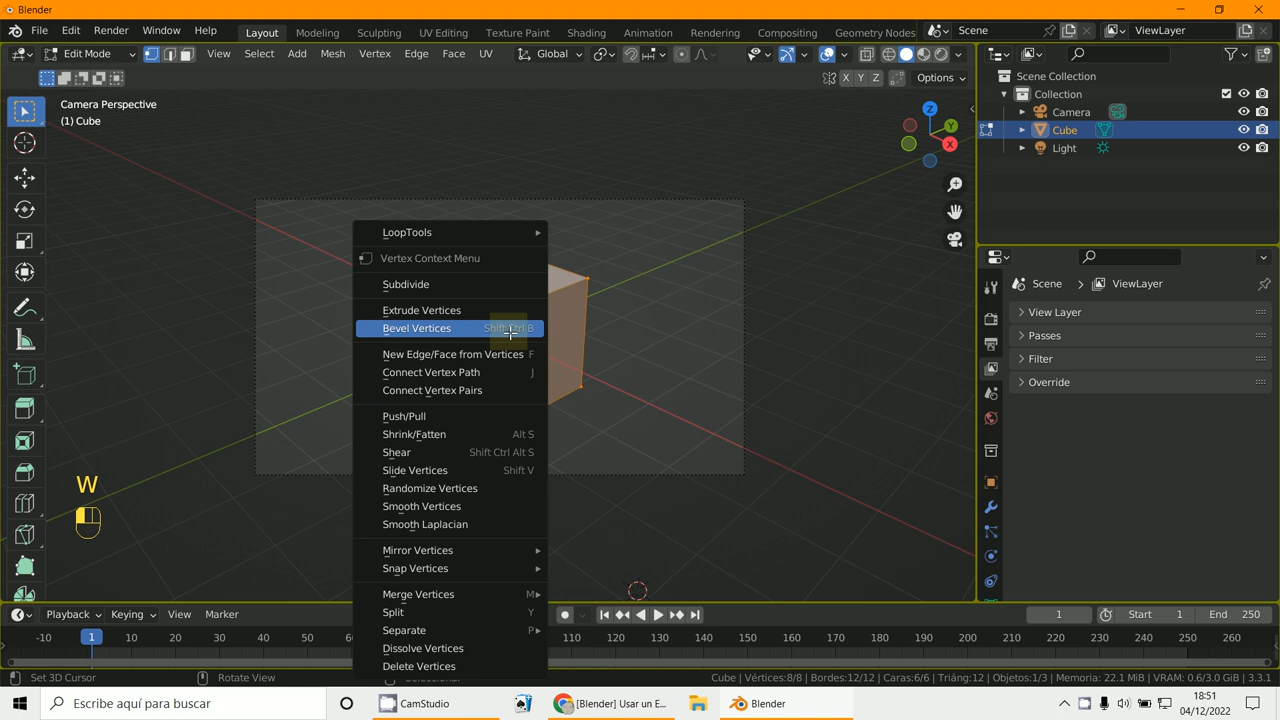 Blender
File Edit Render Window Help Layout Modeling Sculpting UV Editing Texture Paint Shading Animation Rendering Compositing Geometry Nodes Scene ViewLayer
Edit Mode View Select Add Mesh Vertex Edge Face UV Global
X Y Z Options
Camera Perspective
(1) Cube
Z
Y
X
Scene Collection
Collection
Camera
Cube
Light
Scene > ViewLayer
View Layer
Passes
Filter
Override
LoopTools
Vertex Context Menu
Subdivide
Extrude Vertices
Bevel Vertices Shift Ctrl B
New Edge/Face from Vertices F
Connect Vertex Path J
Connect Vertex Pairs
Push/Pull
Shrink/Fatten Alt S
Shear Shift Ctrl Alt S
Slide Vertices Shift V
Randomize Vertices
Smooth Vertices
Smooth Laplacian
Mirror Vertices
Snap Vertices
Merge Vertices M
Split Y
Separate P
Dissolve Vertices
Delete Vertices
W
Playback Keying View Marker 1 Start 1 End 250
-10 1 10 20 30 40 50 110 120 130 140 150 160 170 180 190 200 210 220 230 240 250 260
Set 3D Cursor Rotate View Cube | Vértices:8/8 | Bordes:12/12 | Caras:6/6 | Triáng:12 | Objetos:1/3 | Memoria: 22.1 MiB | VRAM: 0.6/3.0 GiB | 3.3.1
Escribe aquí para buscar CamStudio [Blender] Usar un E... Blender 18:51
04/12/2022